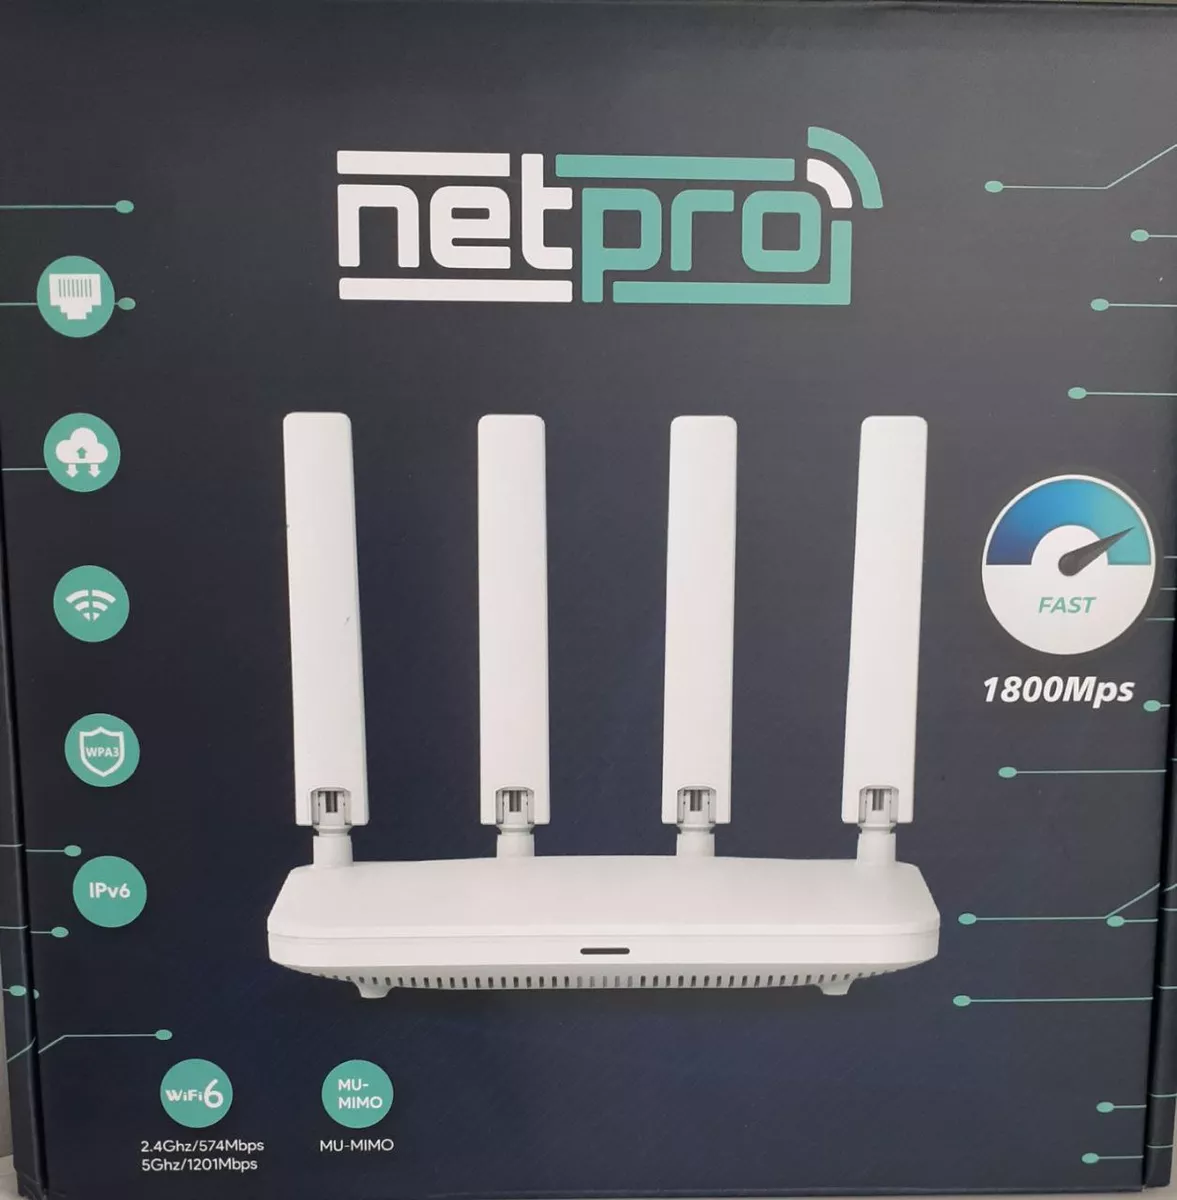 netpro
FAST
1800Mps
WPA3
IPv6
WiFi6
2.4Ghz/574Mbps
5Ghz/1201Mbps
MU-
MIMO
MU-MIMO